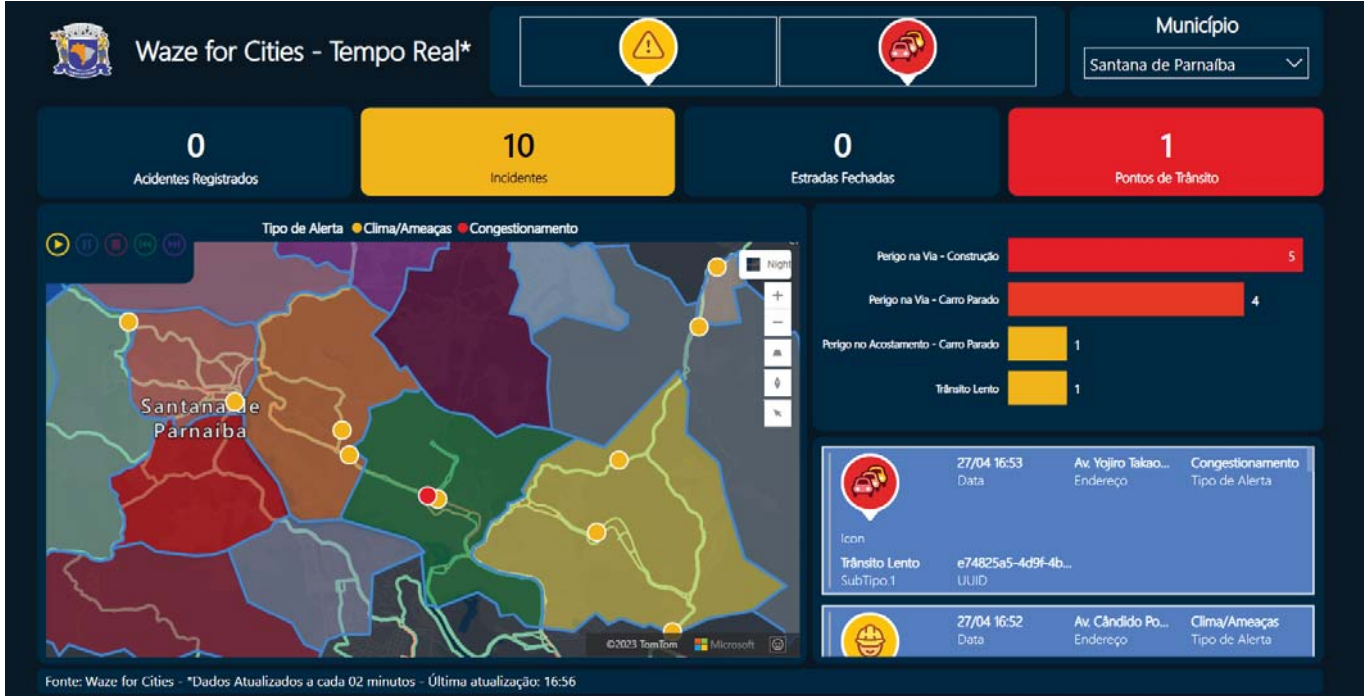 Waze for Cities - Tempo Real*
Município
Santana de Parnaíba
0
Acidentes Registrados
10
Incidentes
0
Estradas Fechadas
1
Pontos de Trânsito
Tipo de Alerta Clima/Ameaças Congestionamento
Night
Santana de
Parnaiba
©2023 TomTom Microsoft
Perigo na Via - Construção 5
Perigo na Via - Carro Parado 4
Perigo no Acostamento - Carro Parado 1
Trânsito Lento 1
27/04 16:53 Av. Yojiro Takao... Congestionamento
Data Endereço Tipo de Alerta
Icon
Trânsito Lento e74825a5-4d9f-4b...
SubTipo.1 UUID
27/04 16:52 Av. Cândido Po... Clima/Ameaças
Data Endereço Tipo de Alerta
Fonte: Waze for Cities - *Dados Atualizados a cada 02 minutos - Última atualização: 16:56